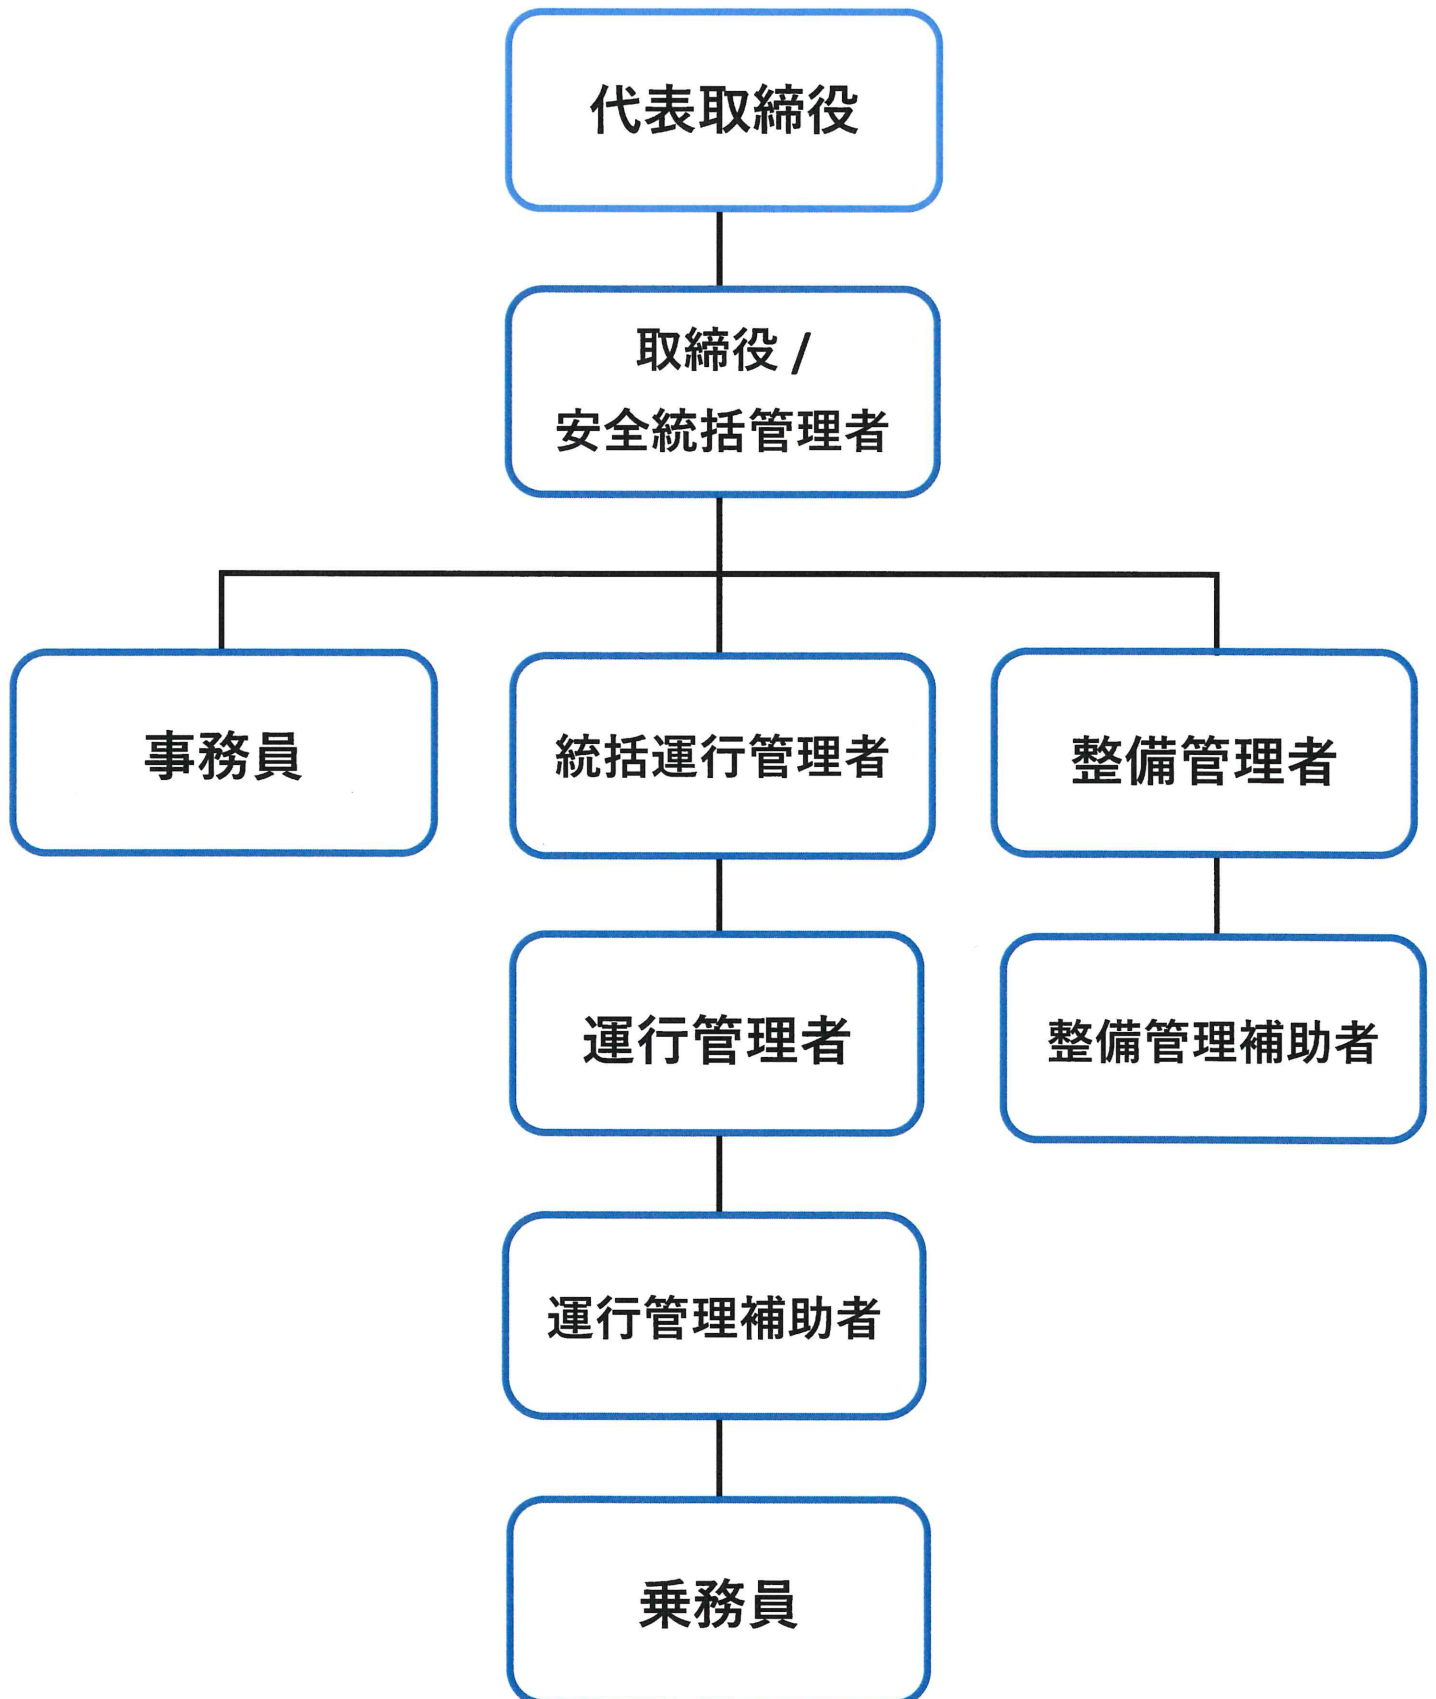 代表取締役
取締役 /
安全統括管理者
事務員
統括運行管理者
整備管理者
運行管理者
整備管理補助者
運行管理補助者
乗務員